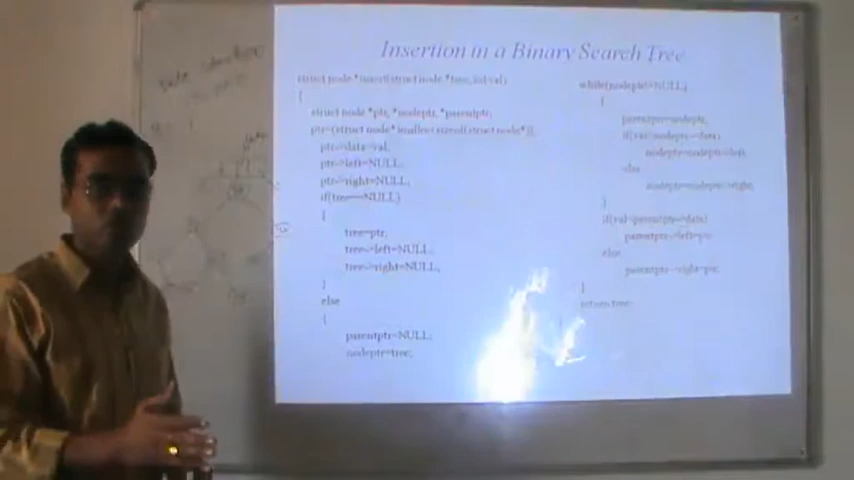 Insertion in a Binary Search Tree
struct node *insert(struct node *tree, int val)
{
struct node *ptr, *nodeptr, *parentptr;
ptr=(struct node*)malloc(sizeof(struct node*));
ptr->data=val;
ptr->left=NULL;
ptr->right=NULL;
if(tree==NULL)
{
tree=ptr;
tree->left=NULL;
tree->right=NULL;
}
else
{
parentptr=NULL;
nodeptr=tree;
while(nodeptr!=NULL)
{
parentptr=nodeptr;
if(val<nodeptr->data)
nodeptr=nodeptr->left;
else
nodeptr=nodeptr->right;
}
if(val<parentptr->data)
parentptr->left=ptr;
else
parentptr->right=ptr;
}
return tree;